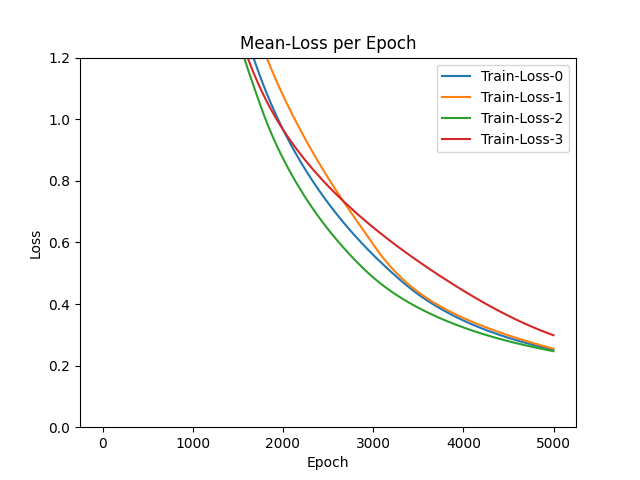 Mean-Loss per Epoch
Train-Loss-0
Train-Loss-1
Train-Loss-2
Train-Loss-3
1.2
1.0
0.8
0.6
0.4
0.2
0.0
Loss
0 1000 2000 3000 4000 5000
Epoch